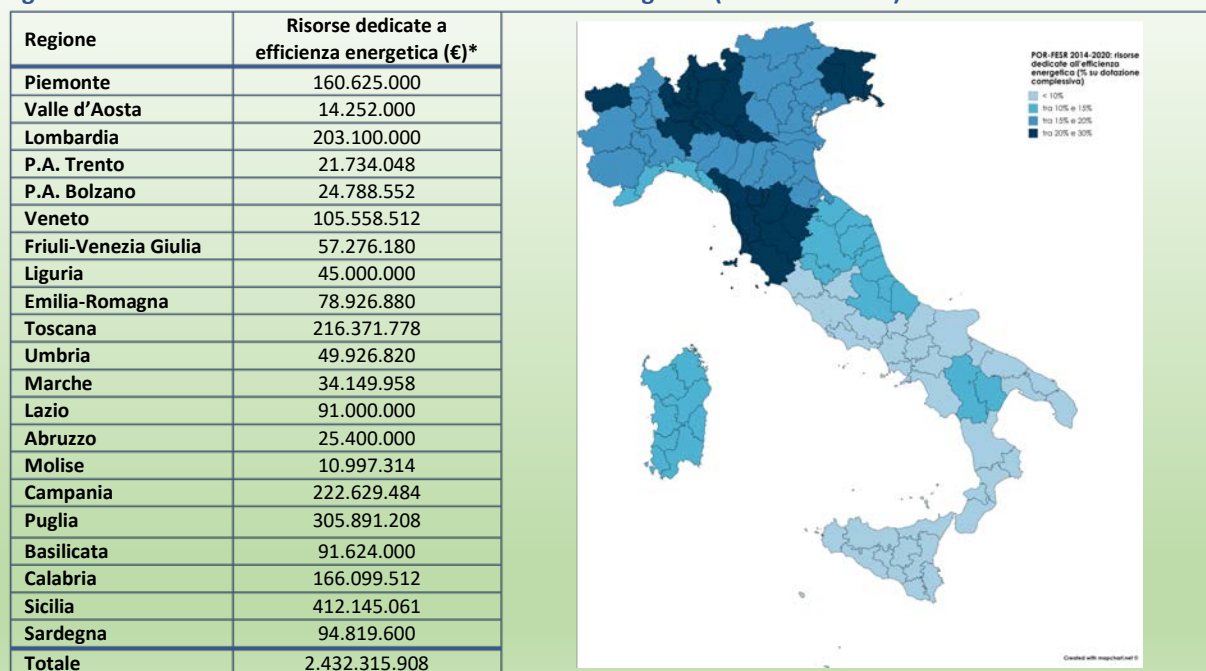 Regione
Risorse dedicate a
efficienza energetica (€)*
Piemonte 160.625.000
Valle d’Aosta 14.252.000
Lombardia 203.100.000
P.A. Trento 21.734.048
P.A. Bolzano 24.788.552
Veneto 105.558.512
Friuli-Venezia Giulia 57.276.180
Liguria 45.000.000
Emilia-Romagna 78.926.880
Toscana 216.371.778
Umbria 49.926.820
Marche 34.149.958
Lazio 91.000.000
Abruzzo 25.400.000
Molise 10.997.314
Campania 222.629.484
Puglia 305.891.208
Basilicata 91.624.000
Calabria 166.099.512
Sicilia 412.145.061
Sardegna 94.819.600
Totale 2.432.315.908
POR-FESR 2014-2020: risorse
dedicate all'efficienza
energetica (% su dotazione
complessiva)
< 10%
tra 10% e 15%
tra 15% e 20%
tra 20% e 30%
Created with mapchart.net ©